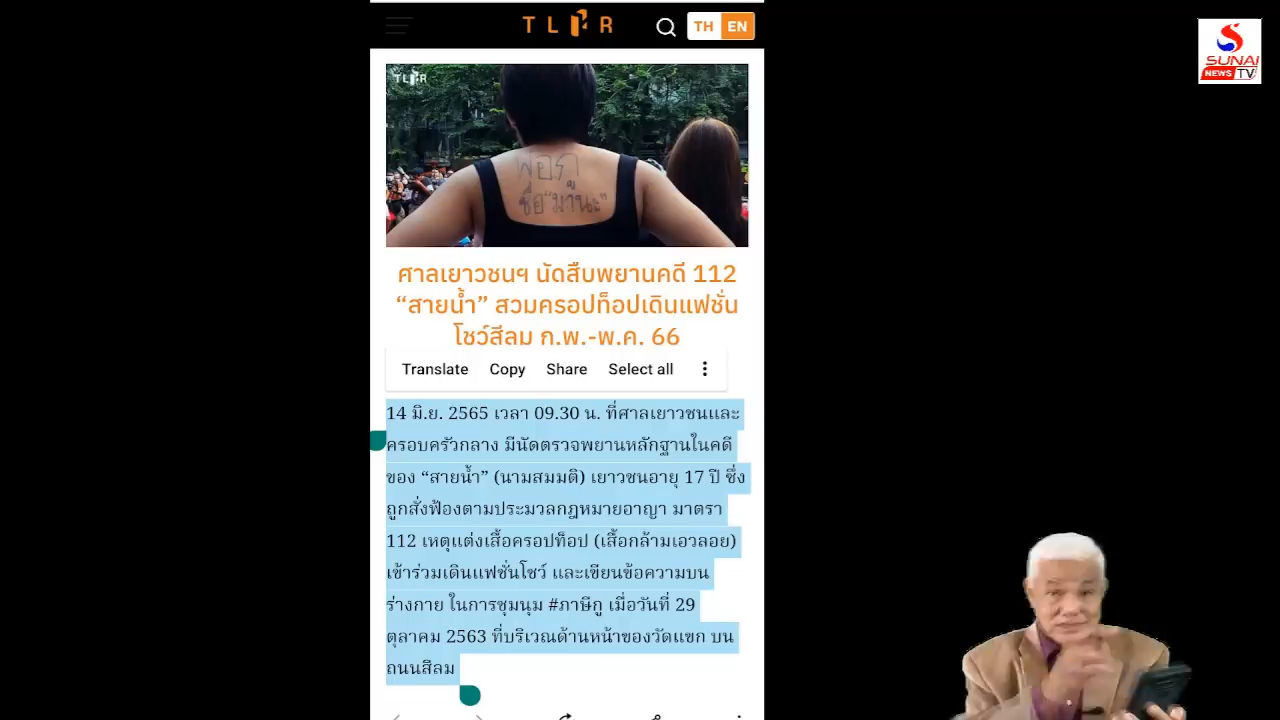 TLHR
TH EN
SUNAI
NEWS TV
TLHR
พ่อกู
ชื่อ"มานะ"
ศาลเยาวชนฯ นัดสืบพยานคดี 112
“สายน้ำ” สวมครอปท็อปเดินแฟชั่น
โชว์สีลม ก.พ.-พ.ค. 66
Translate Copy Share Select all
14 มิ.ย. 2565 เวลา 09.30 น. ที่ศาลเยาวชนและ
ครอบครัวกลาง มีนัดตรวจพยานหลักฐานในคดี
ของ “สายน้ำ” (นามสมมติ) เยาวชนอายุ 17 ปี ซึ่ง
ถูกสั่งฟ้องตามประมวลกฎหมายอาญา มาตรา
112 เหตุแต่งเสื้อครอปท็อป (เสื้อกล้ามเอวลอย)
เข้าร่วมเดินแฟชั่นโชว์ และเขียนข้อความบน
ร่างกาย ในการชุมนุม #ภาษีกู เมื่อวันที่ 29
ตุลาคม 2563 ที่บริเวณด้านหน้าของวัดแขก บน
ถนนสีลม